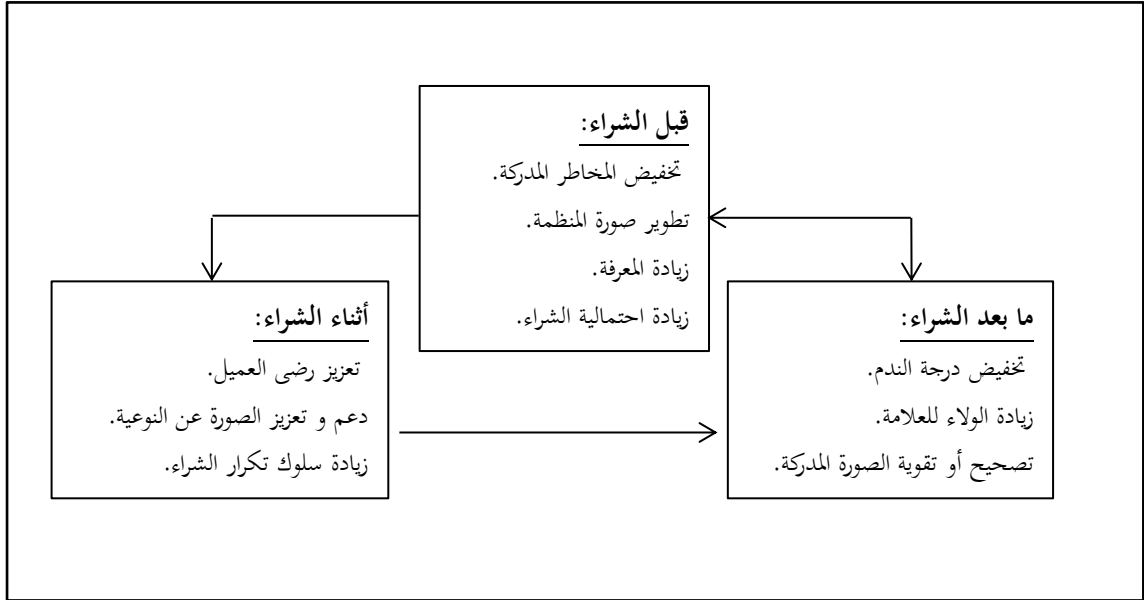 قبل الشراء:
تخفيض المخاطر المدركة.
تطوير صورة المنظمة.
زيادة المعرفة.
زيادة احتمالية الشراء.
أثناء الشراء:
تعزيز رضى العميل.
دعم و تعزيز الصورة عن النوعية.
زيادة سلوك تكرار الشراء.
ما بعد الشراء:
تخفيض درجة الندم.
زيادة الولاء للعلامة.
تصحيح أو تقوية الصورة المدركة.